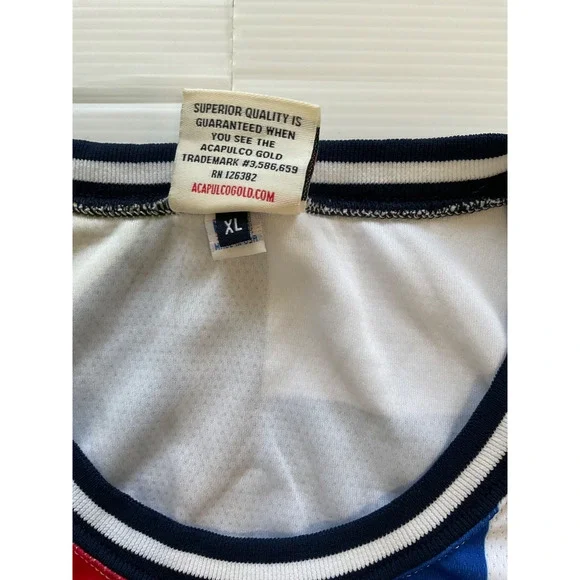 SUPERIOR QUALITY IS
GUARANTEED WHEN
YOU SEE THE
ACAPULCO GOLD
TRADEMARK #3,586,659
RN 126382
ACAPULCOGOLD.COM
XL